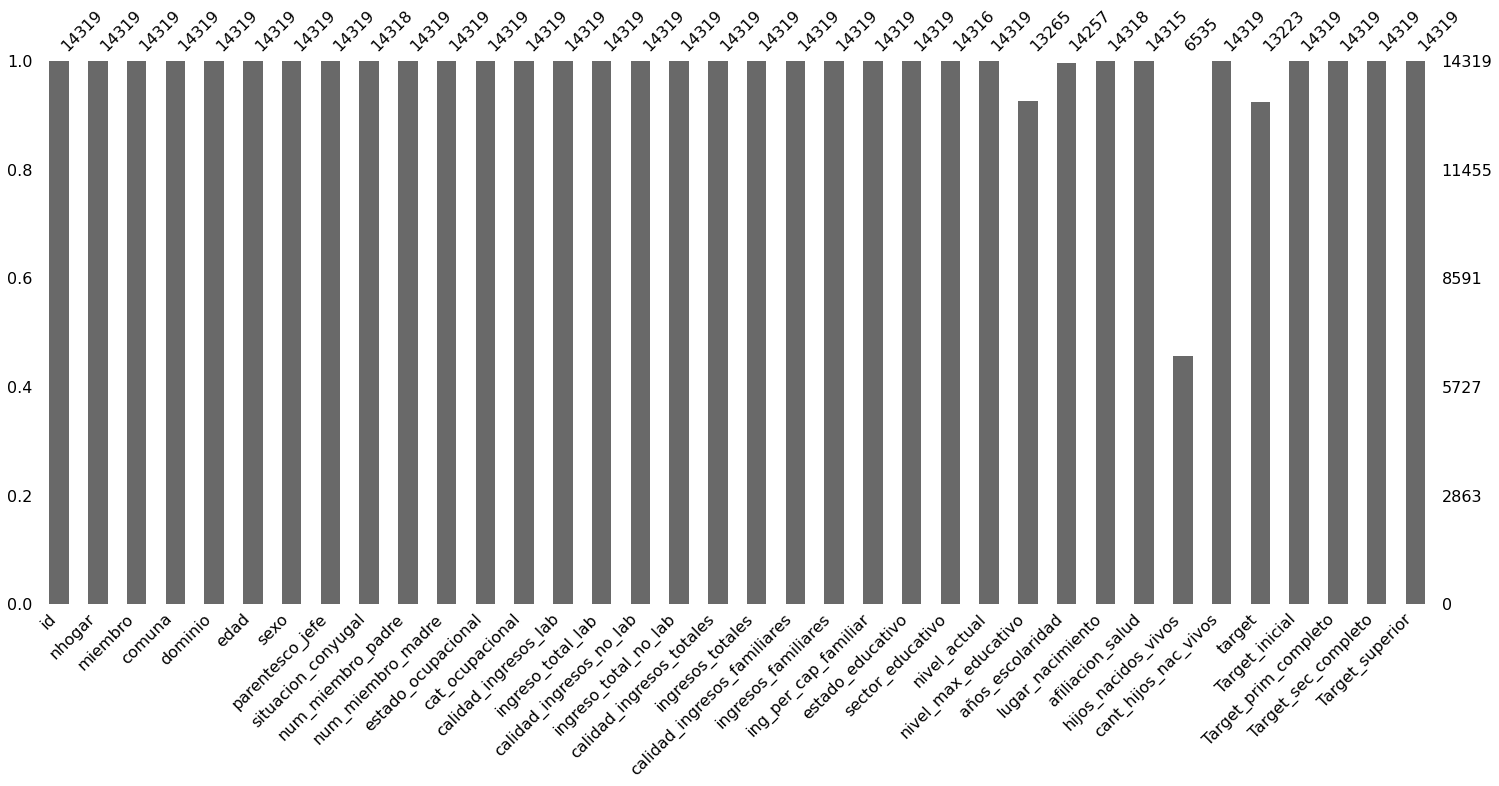 14319
14319
14319
14319
14319
14319
14319
14319
14318
14319
14319
14319
14319
14319
14319
14319
14319
14319
14319
14319
14319
14319
14319
14316
14319
13265
14257
14318
14315
6535
14319
13223
14319
14319
14319
14319
1.0
0.8
0.6
0.4
0.2
0.0
14319
11455
8591
5727
2863
0
id
nhogar
miembro
comuna
dominio
edad
sexo
parentesco_jefe
situacion_conyugal
num_miembro_padre
num_miembro_madre
estado_ocupacional
cat_ocupacional
calidad_ingresos_lab
ingreso_total_lab
calidad_ingresos_no_lab
ingreso_total_no_lab
calidad_ingresos_totales
ingresos_totales
calidad_ingresos_familiares
ingresos_familiares
ing_per_cap_familiar
estado_educativo
sector_educativo
nivel_actual
nivel_max_educativo
años_escolaridad
lugar_nacimiento
afiliacion_salud
hijos_nacidos_vivos
cant_hijos_nac_vivos
target
Target_inicial
Target_prim_completo
Target_sec_completo
Target_superior